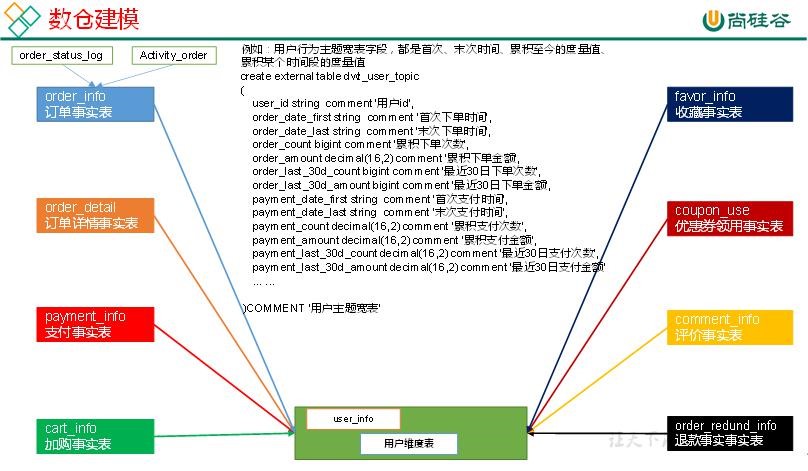 数仓建模
尚硅谷
order_status_log
Activity_order
order_info
订单事实表
order_detail
订单详情事实表
payment_info
支付事实表
cart_info
加购事实表
例如：用户行为主题宽表字段，都是首次、末次时间、累积至今的度量值、
累积某个时间段的度量值
create external table dwt_user_topic
(
user_id string comment '用户id',
order_date_first string comment '首次下单时间',
order_date_last string comment '末次下单时间',
order_count bigint comment '累积下单次数',
order_amount decimal(16,2) comment '累积下单金额',
order_last_30d_count bigint comment '最近30日下单次数',
order_last_30d_amount bigint comment '最近30日下单金额',
payment_date_first string comment '首次支付时间',
payment_date_last string comment '末次支付时间',
payment_count decimal(16,2) comment '累积支付次数',
payment_amount decimal(16,2) comment '累积支付金额',
payment_last_30d_count decimal(16,2) comment '最近30日支付次数',
payment_last_30d_amount decimal(16,2) comment '最近30日支付金额'
... ...
)COMMENT '用户主题宽表'
favor_info
收藏事实表
coupon_use
优惠券领用事实表
comment_info
评价事实表
order_redund_info
退款事实事实表
user_info
用户维度表
让天下